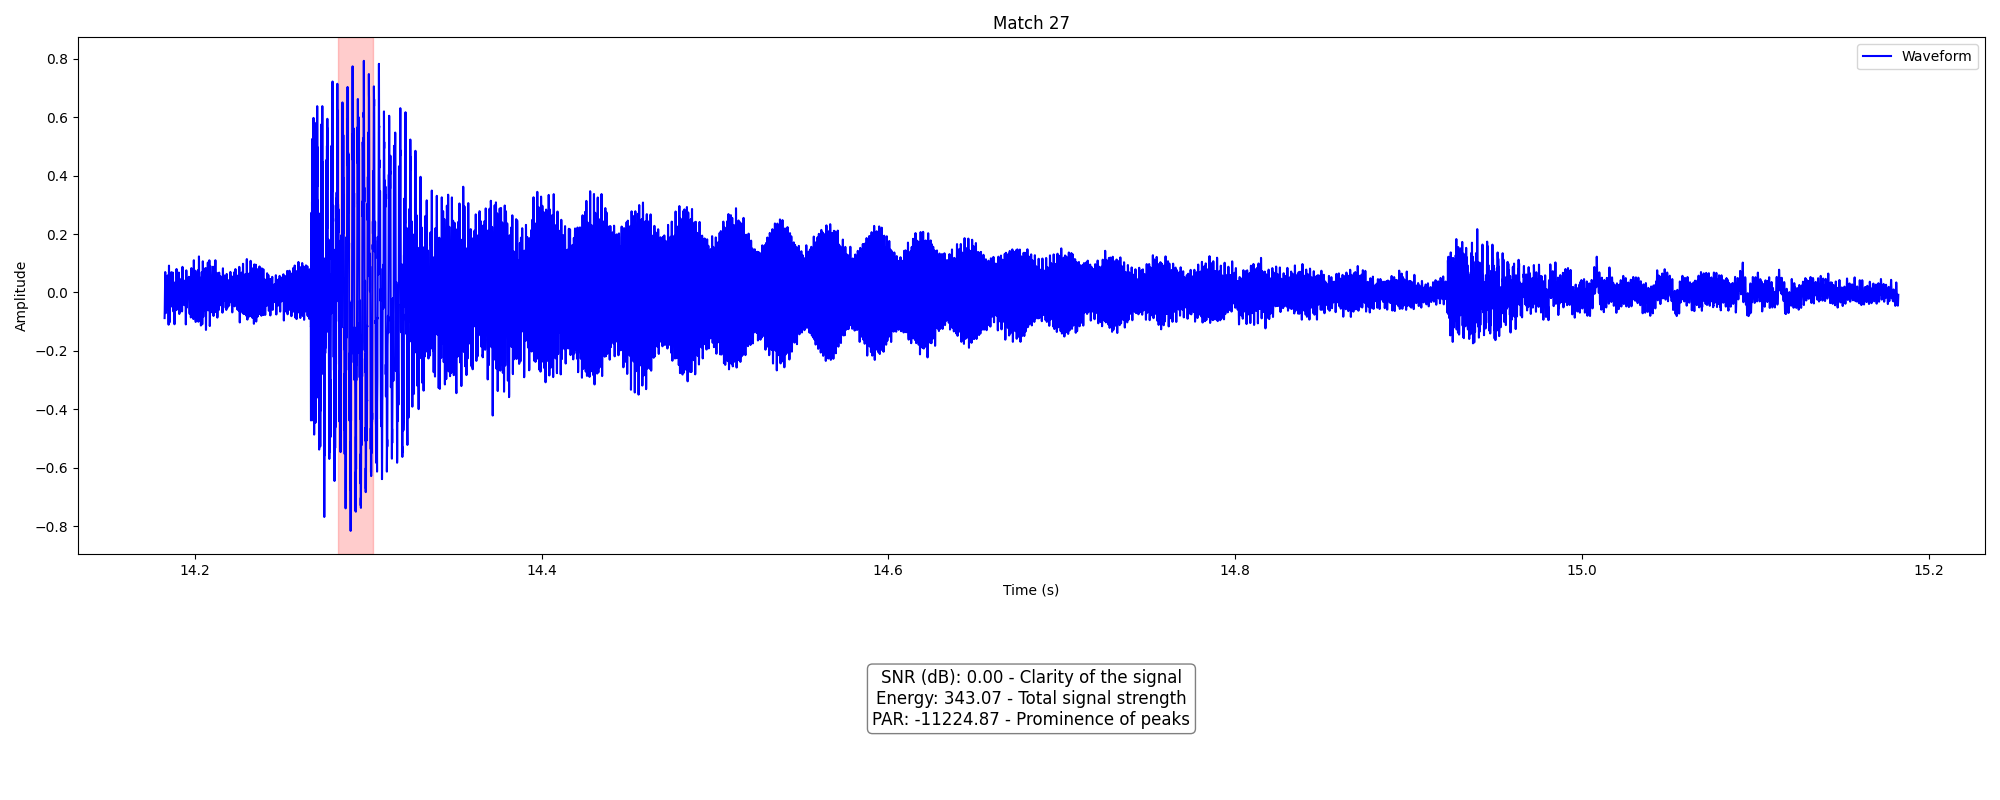 Match 27
Waveform
0.8
0.6
0.4
0.2
0.0
−0.2
−0.4
−0.6
−0.8
Amplitude
14.2 14.4 14.6 14.8 15.0 15.2
Time (s)
SNR (dB): 0.00 - Clarity of the signal
Energy: 343.07 - Total signal strength
PAR: -11224.87 - Prominence of peaks